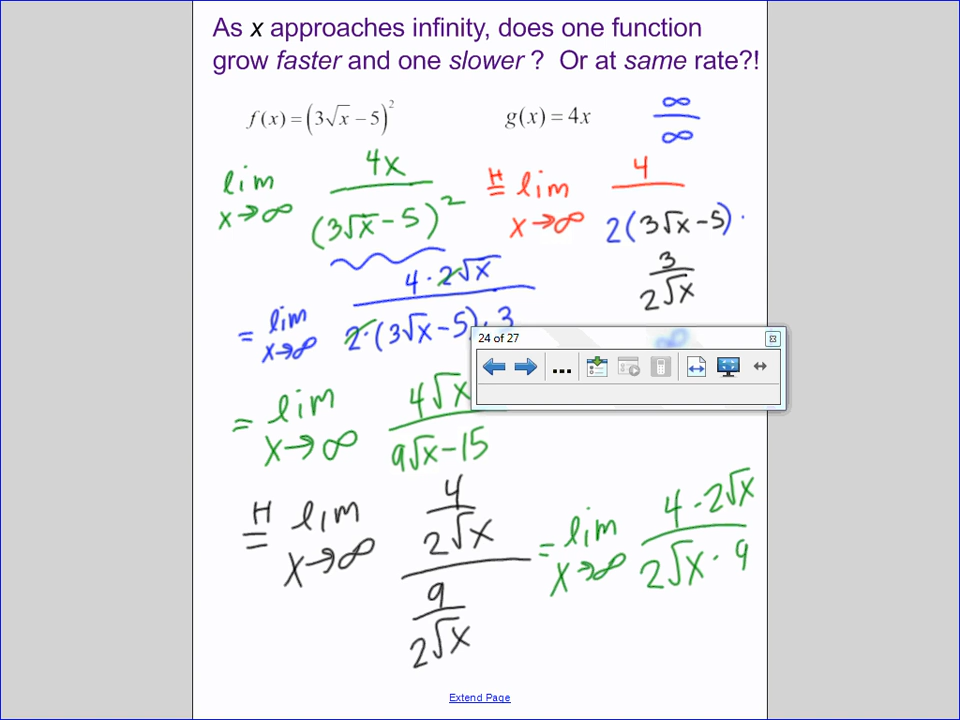 As x approaches infinity, does one function
grow faster and one slower ? Or at same rate?!
f(x) = (3√x − 5)²
g(x) = 4x
∞/∞
lim x→∞ 4x / (3√x − 5)²
H= lim x→∞ 4 / 2(3√x − 5) · 3/(2√x)
= lim x→∞ 4 · 2√x / 2 · (3√x − 5) · 3
∞
24 of 27
...
= lim x→∞ 4√x / 9√x − 15
H= lim x→∞ (4/(2√x)) / (9/(2√x))
= lim x→∞ 4 · 2√x / 2√x · 9
Extend Page